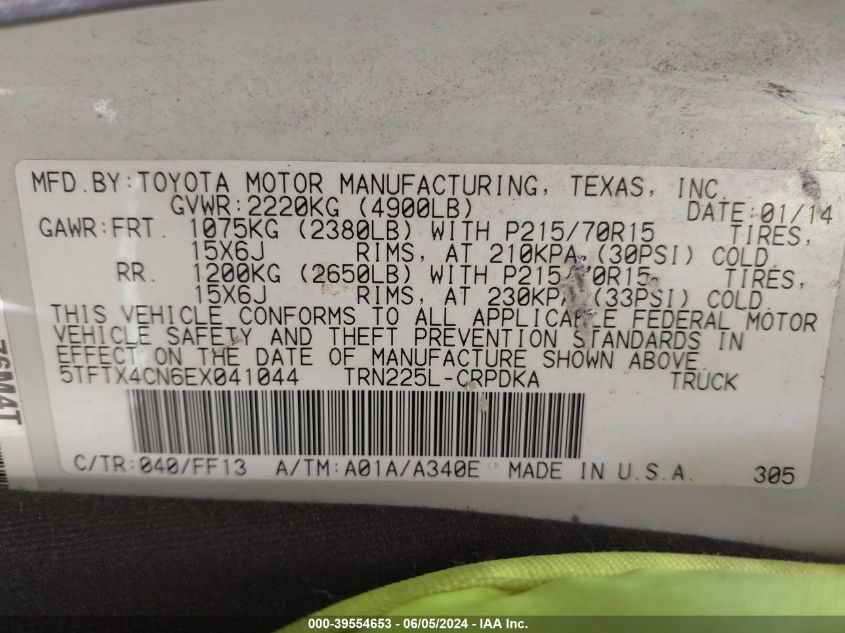 MFD.BY:TOYOTA MOTOR MANUFACTURING, TEXAS, INC.
GVWR:2220KG (4900LB) DATE:01/14
GAWR:FRT. 1075KG (2380LB) WITH P215/70R15 TIRES,
15X6J RIMS, AT 210KPA, (30PSI) COLD.
RR. 1200KG (2650LB) WITH P215/70R15 TIRES,
15X6J RIMS, AT 230KPA, (33PSI) COLD.
THIS VEHICLE CONFORMS TO ALL APPLICABLE FEDERAL MOTOR
VEHICLE SAFETY AND THEFT PREVENTION STANDARDS IN
EFFECT ON THE DATE OF MANUFACTURE SHOWN ABOVE.
5TFTX4CN6EX041044 TRN225L-CRPDKA TRUCK
C/TR:040/FF13 A/TM:A01A/A340E MADE IN U.S.A. 305
76M4T
000-39554653 - 06/05/2024 - IAA Inc.